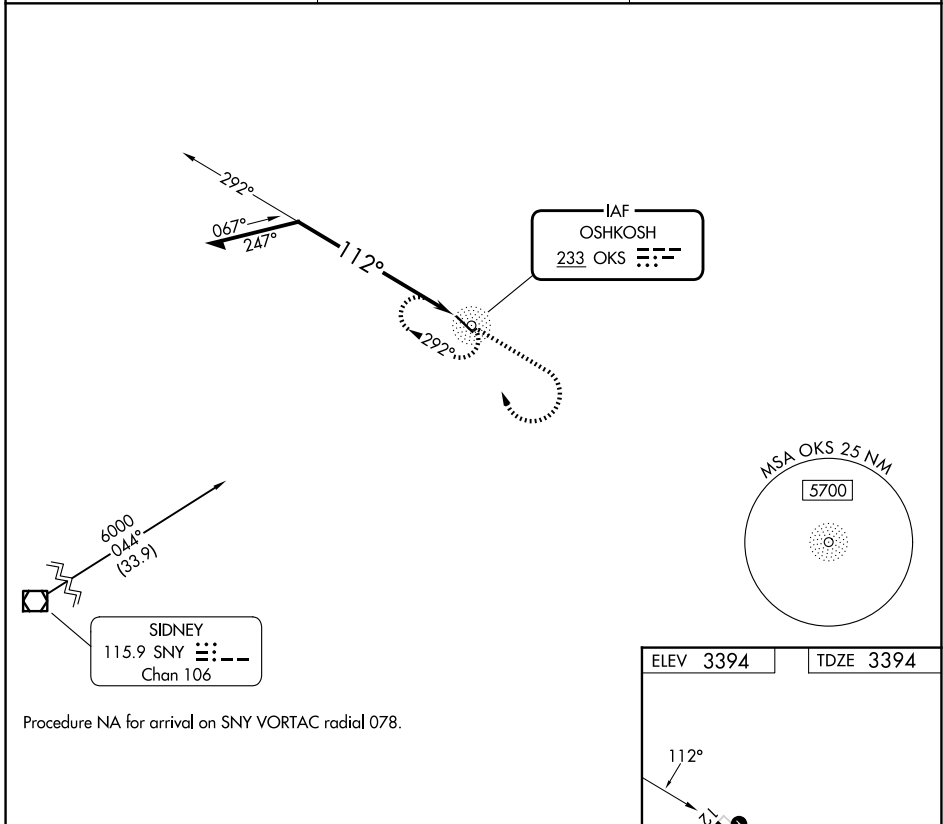 292°
067°
247°
112°
IAF
OSHKOSH
233 OKS
292°
MSA OKS 25 NM
5700
6000
044°
(33.9)
SIDNEY
115.9 SNY
Chan 106
Procedure NA for arrival on SNY VORTAC radial 078.
ELEV 3394
TDZE 3394
112°
12